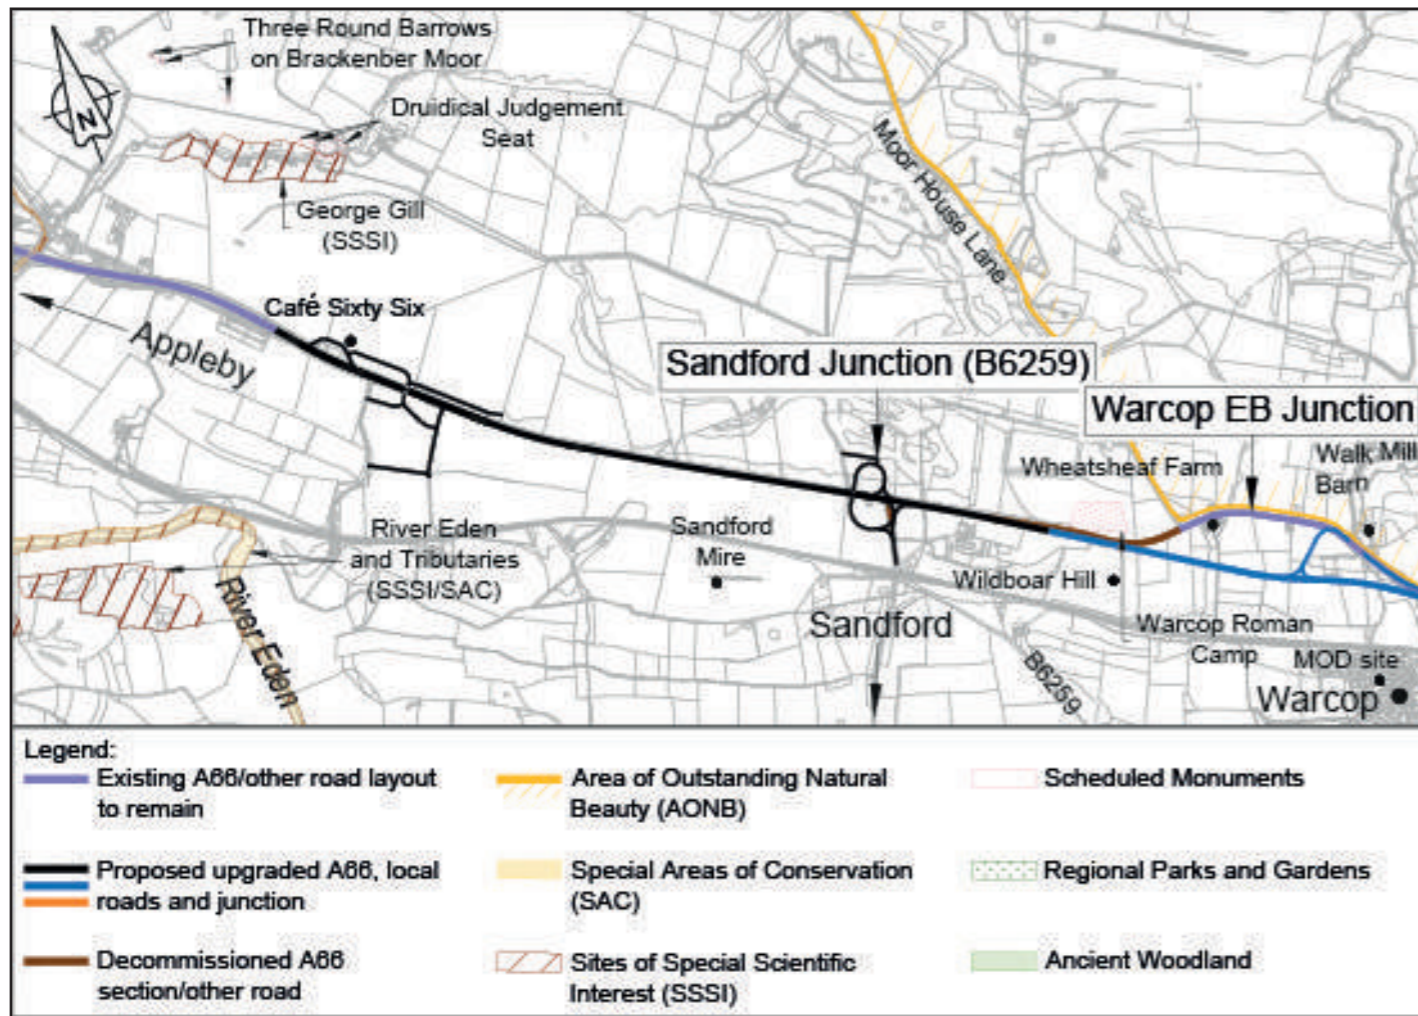 Three Round Barrows
on Brackenber Moor
N
Druidical Judgement
Seat
George Gill
(SSSI)
Moor House Lane
Café Sixty Six
Appleby
Sandford Junction (B6259)
Warcop EB Junction
Wheatsheaf Farm
Walk Mill
Barn
River Eden
and Tributaries
(SSSI/SAC)
Sandford
Mire
Wildboar Hill
River Eden
Sandford
Warcop Roman
Camp
B6259
MOD site
Warcop
Legend:
Existing A66/other road layout
to remain
Proposed upgraded A66, local
roads and junction
Decommissioned A66
section/other road
Area of Outstanding Natural
Beauty (AONB)
Special Areas of Conservation
(SAC)
Sites of Special Scientific
Interest (SSSI)
Scheduled Monuments
Regional Parks and Gardens
Ancient Woodland